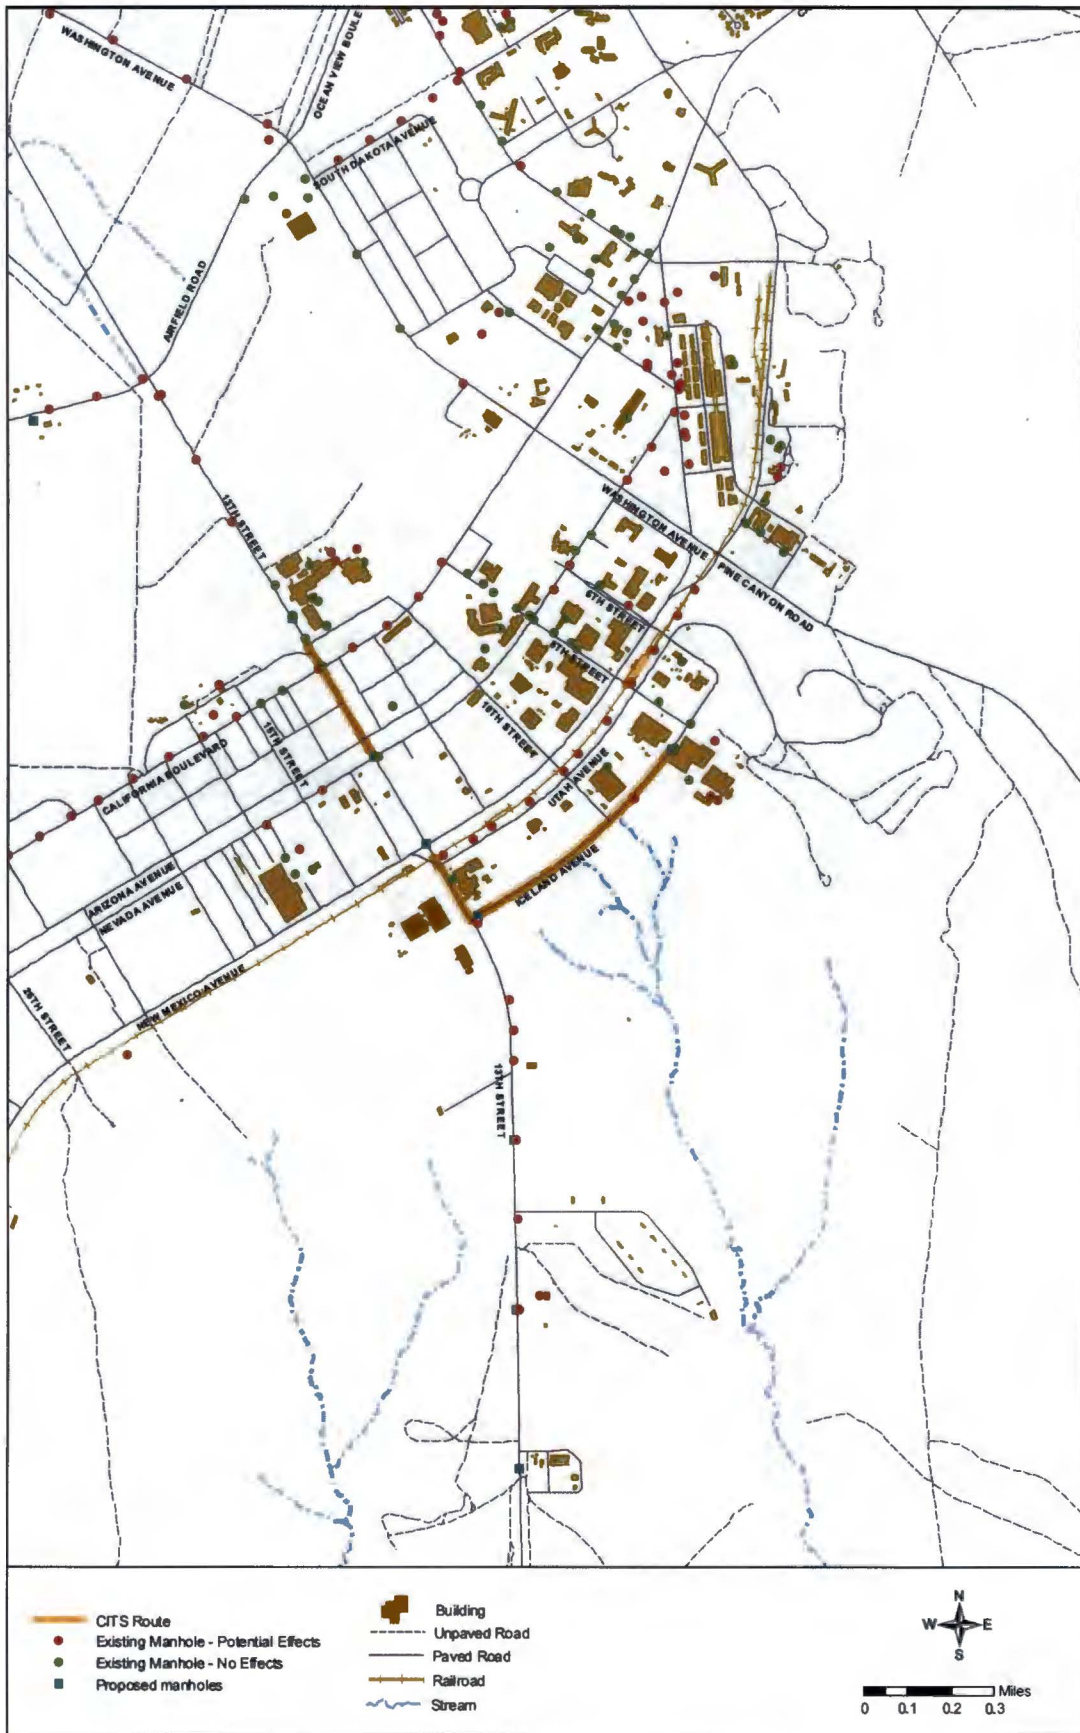 WASHINGTON AVENUE
OCEAN VIEW BOULE
SOUTH DAKOTA AVENUE
AIRFIELD ROAD
13TH STREET
WASHINGTON AVENUE
PINE CANYON ROAD
6TH STREET
8TH STREET
10TH STREET
UTAH AVENUE
15TH STREET
CALIFORNIA BOULEVARD
ICELAND AVENUE
ARIZONA AVENUE
NEVADA AVENUE
NEW MEXICO AVENUE
26TH STREET
13TH STREET
CITS Route
Existing Manhole - Potential Effects
Existing Manhole - No Effects
Proposed manholes
Building
Unpaved Road
Paved Road
Railroad
Stream
N
W E
S
Miles
0 0.1 0.2 0.3